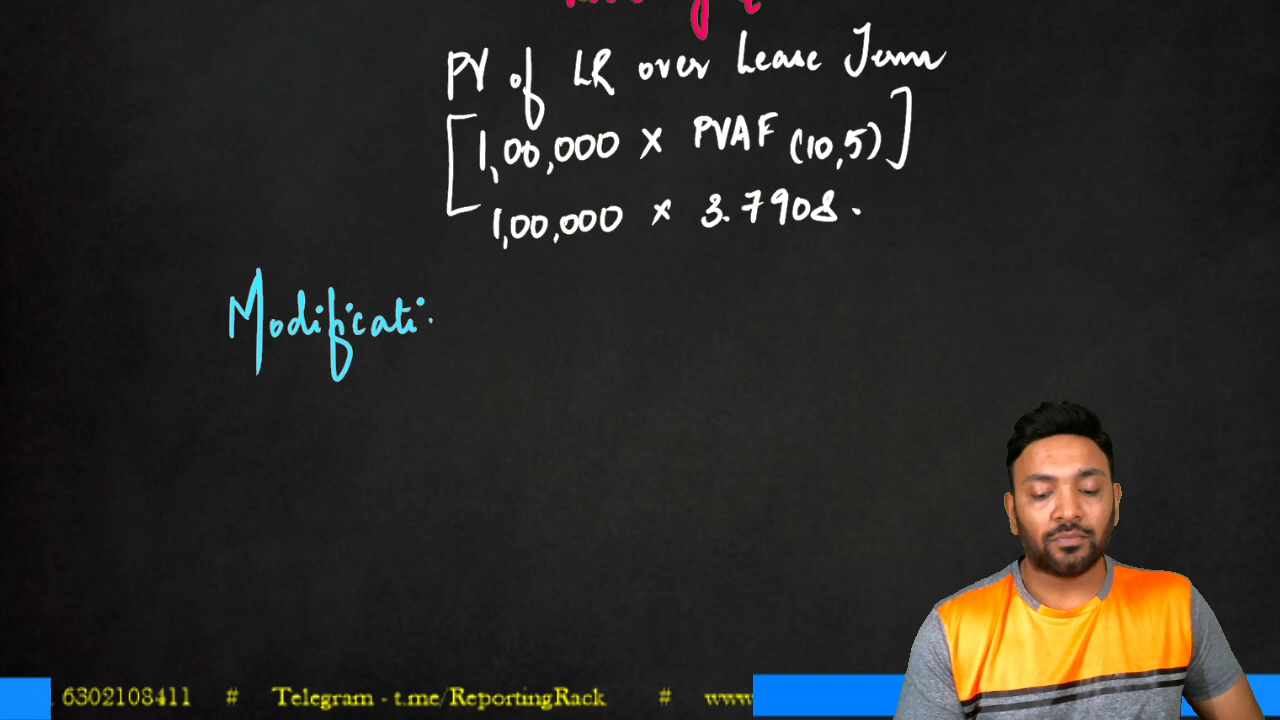 PV of LR over Lease Term
[1,00,000 × PVAF (10,5)]
1,00,000 × 3.7908.
Modificati
6302108411 # Telegram - t.me/ReportingRack # www